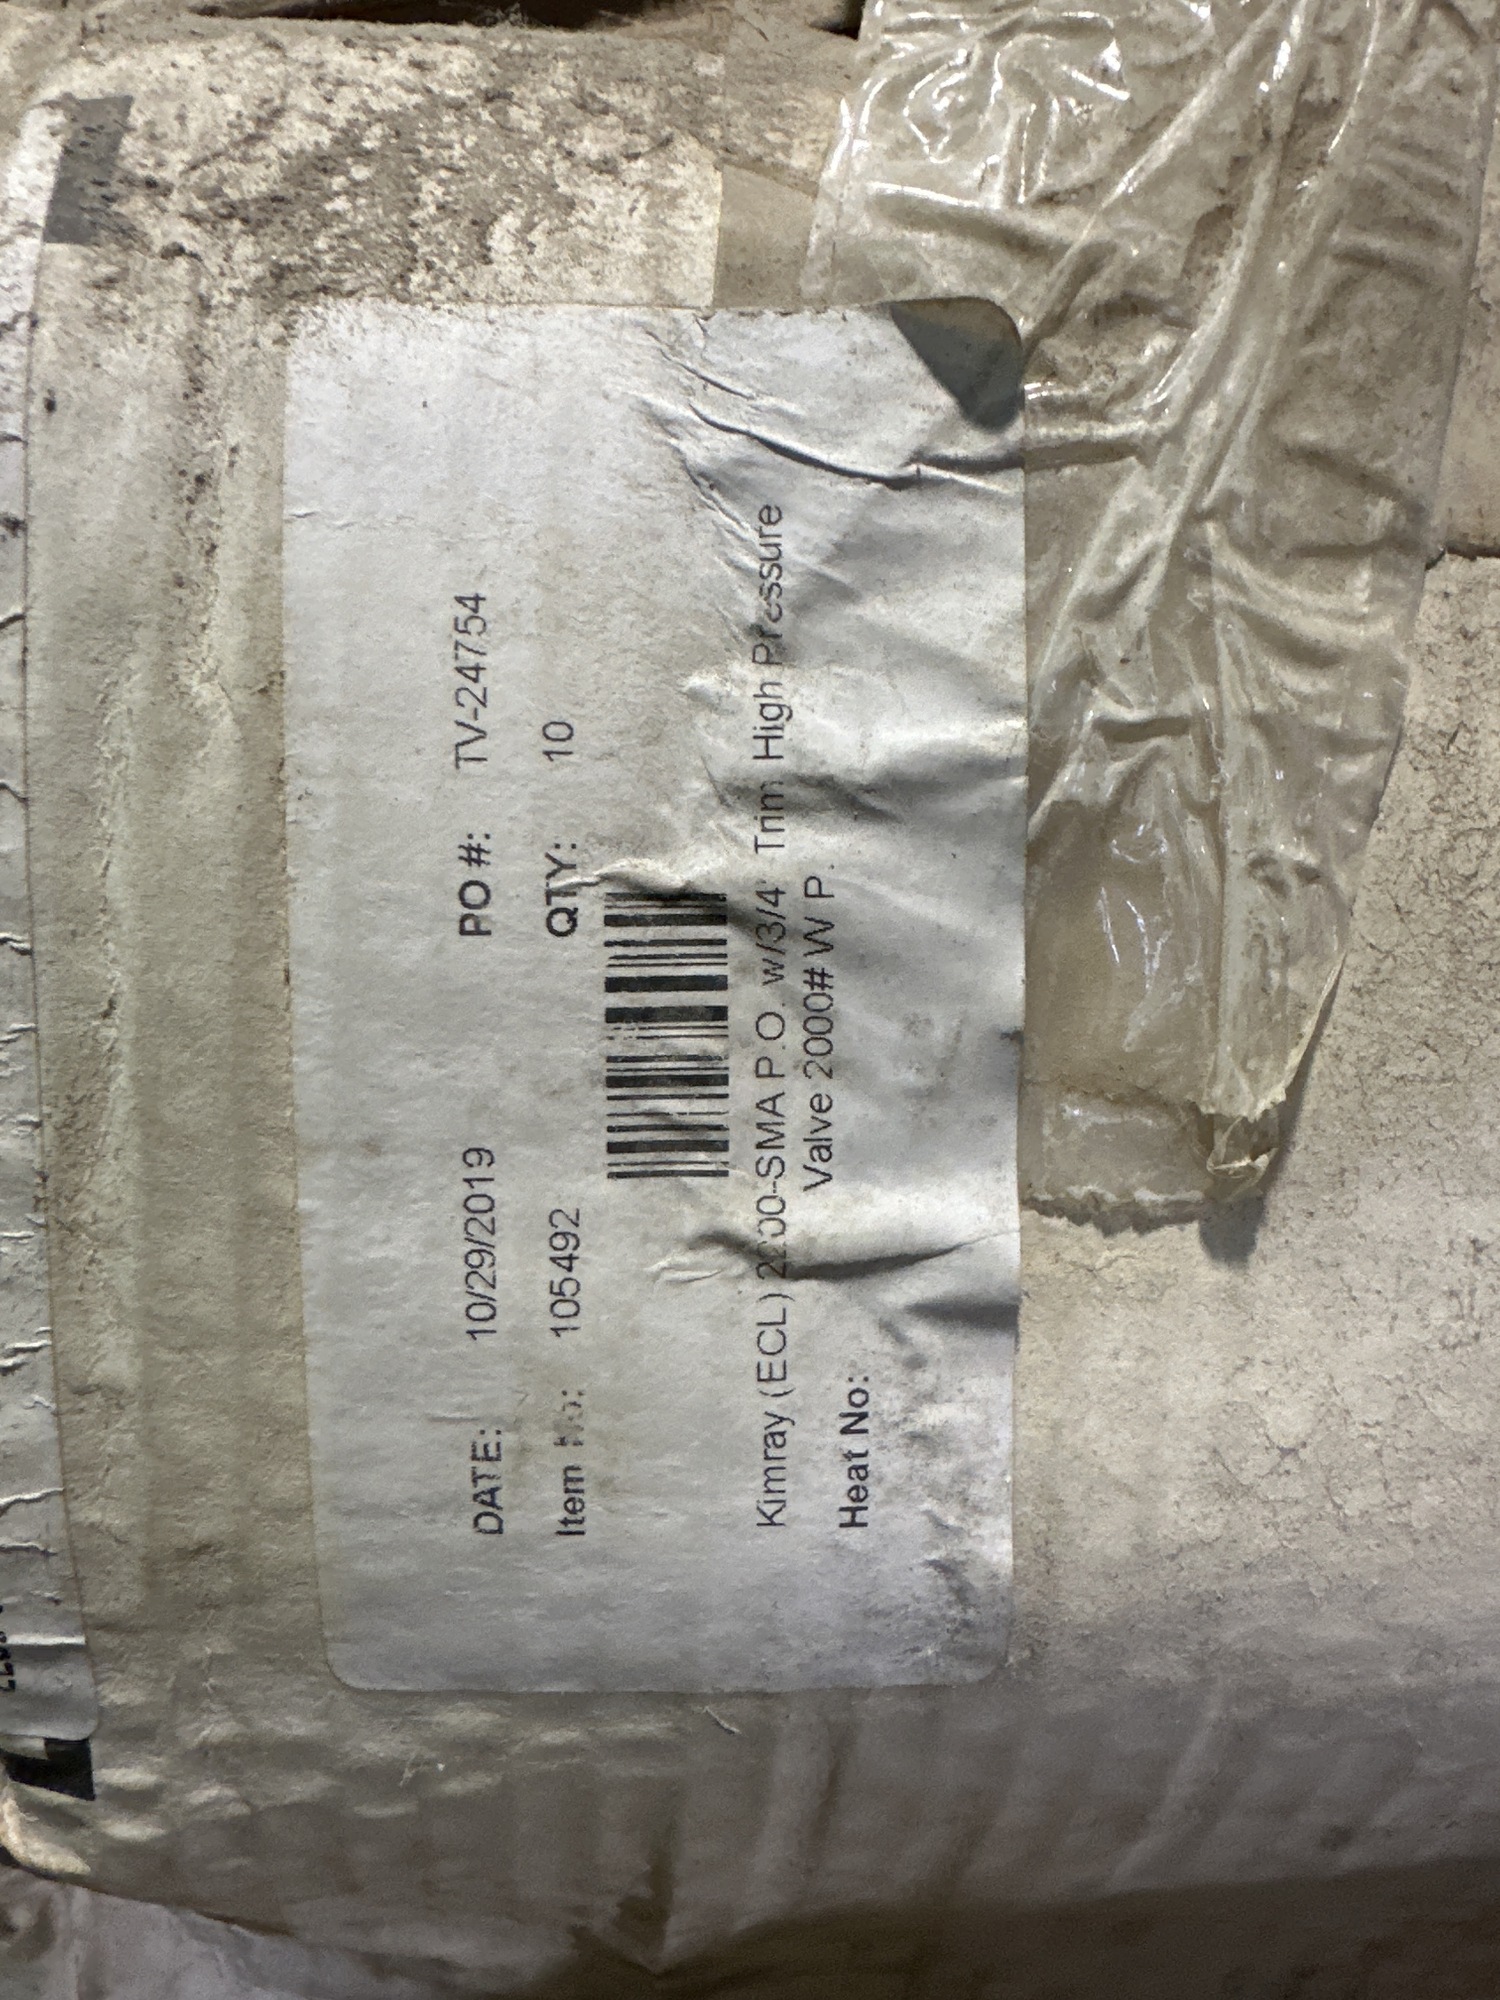 DATE: 10/29/2019 PO #: TV-24754
Item No: 105492 QTY: 10
Kimray (ECL) 2200-SMA P.O. w/3/4" Trim High Pressure
Valve 2000# W.P.
Heat No: